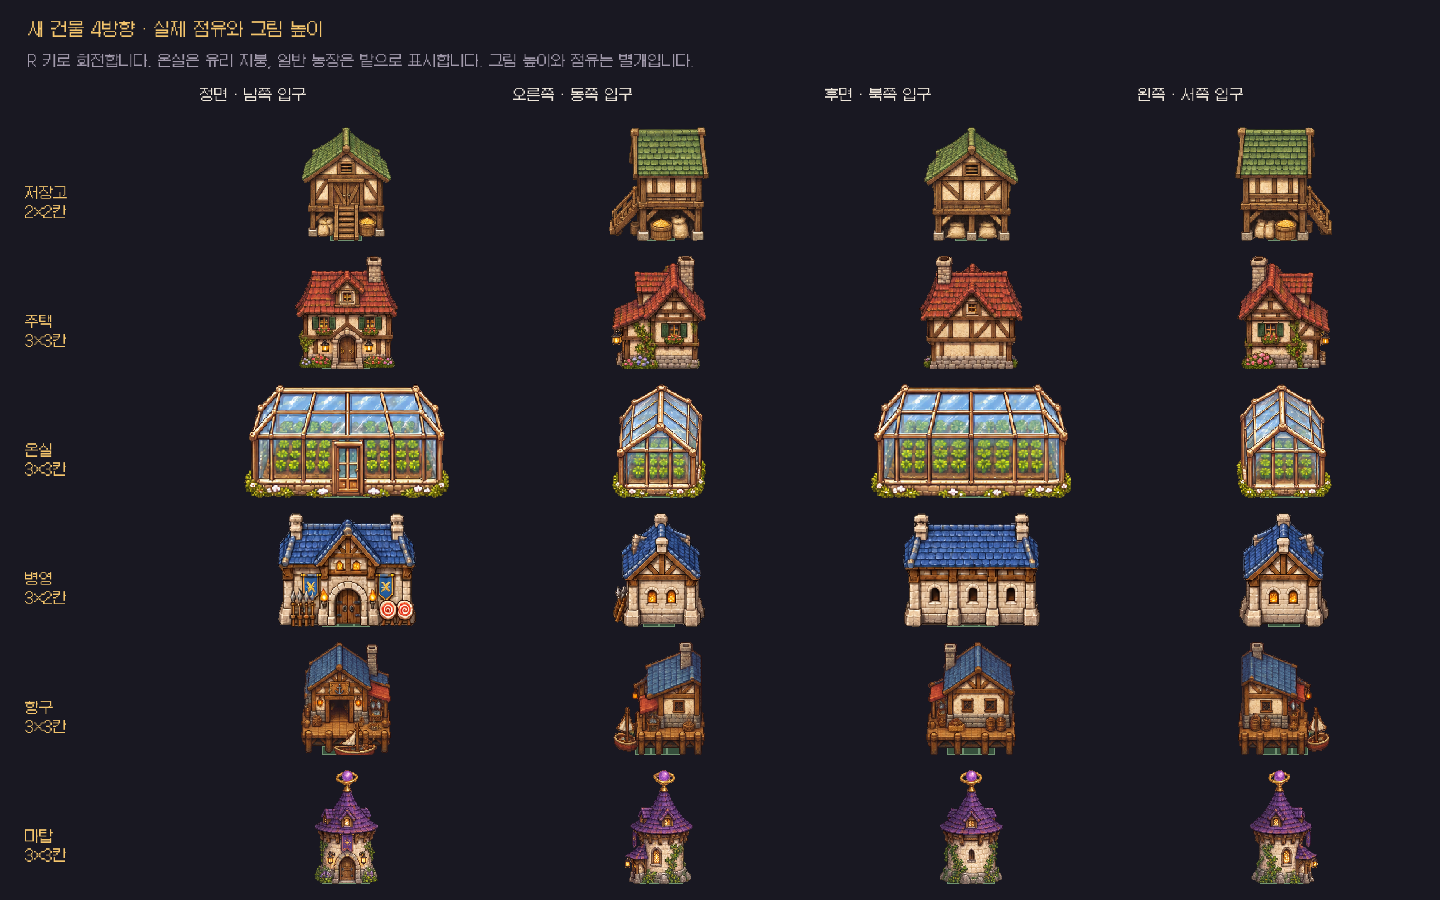 새 건물 4방향 · 실제 점유와 그림 높이
R 키로 회전합니다. 온실은 유리 지붕, 일반 농장은 밭으로 표시합니다. 그림 높이와 점유는 별개입니다.
정면 · 남쪽 입구
오른쪽 · 동쪽 입구
후면 · 북쪽 입구
왼쪽 · 서쪽 입구
저장고
2×2칸
주택
3×3칸
온실
3×3칸
병영
3×2칸
항구
3×3칸
마탑
3×3칸